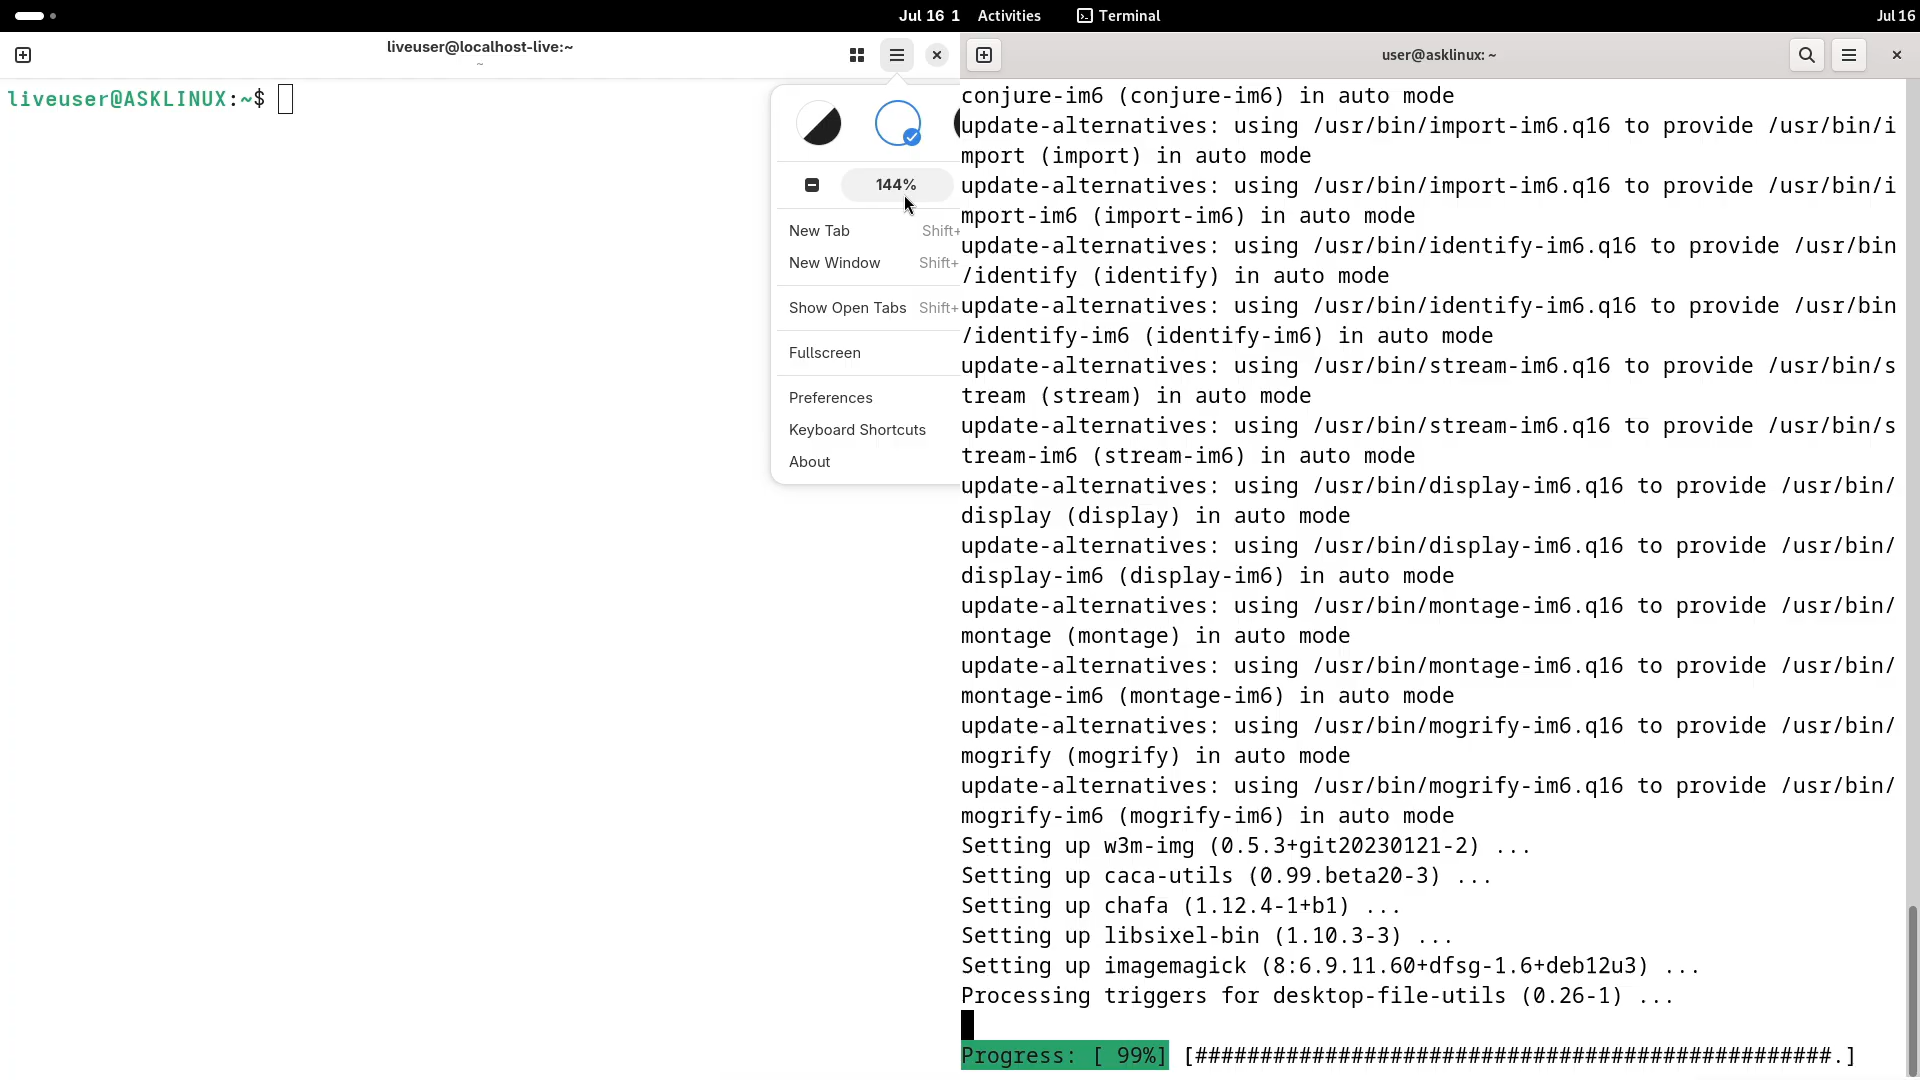 Jul 16 1
Activities
Terminal
Jul 16
liveuser@localhost-live:~
~
liveuser@ASKLINUX:~$
144%
New Tab Shift+
New Window Shift+
Show Open Tabs Shift+
Fullscreen
Preferences
Keyboard Shortcuts
About
user@asklinux: ~
conjure-im6 (conjure-im6) in auto mode
update-alternatives: using /usr/bin/import-im6.q16 to provide /usr/bin/i
mport (import) in auto mode
update-alternatives: using /usr/bin/import-im6.q16 to provide /usr/bin/i
mport-im6 (import-im6) in auto mode
update-alternatives: using /usr/bin/identify-im6.q16 to provide /usr/bin
/identify (identify) in auto mode
update-alternatives: using /usr/bin/identify-im6.q16 to provide /usr/bin
/identify-im6 (identify-im6) in auto mode
update-alternatives: using /usr/bin/stream-im6.q16 to provide /usr/bin/s
tream (stream) in auto mode
update-alternatives: using /usr/bin/stream-im6.q16 to provide /usr/bin/s
tream-im6 (stream-im6) in auto mode
update-alternatives: using /usr/bin/display-im6.q16 to provide /usr/bin/
display (display) in auto mode
update-alternatives: using /usr/bin/display-im6.q16 to provide /usr/bin/
display-im6 (display-im6) in auto mode
update-alternatives: using /usr/bin/montage-im6.q16 to provide /usr/bin/
montage (montage) in auto mode
update-alternatives: using /usr/bin/montage-im6.q16 to provide /usr/bin/
montage-im6 (montage-im6) in auto mode
update-alternatives: using /usr/bin/mogrify-im6.q16 to provide /usr/bin/
mogrify (mogrify) in auto mode
update-alternatives: using /usr/bin/mogrify-im6.q16 to provide /usr/bin/
mogrify-im6 (mogrify-im6) in auto mode
Setting up w3m-img (0.5.3+git20230121-2) ...
Setting up caca-utils (0.99.beta20-3) ...
Setting up chafa (1.12.4-1+b1) ...
Setting up libsixel-bin (1.10.3-3) ...
Setting up imagemagick (8:6.9.11.60+dfsg-1.6+deb12u3) ...
Processing triggers for desktop-file-utils (0.26-1) ...
Progress: [ 99%] [#################################################.]